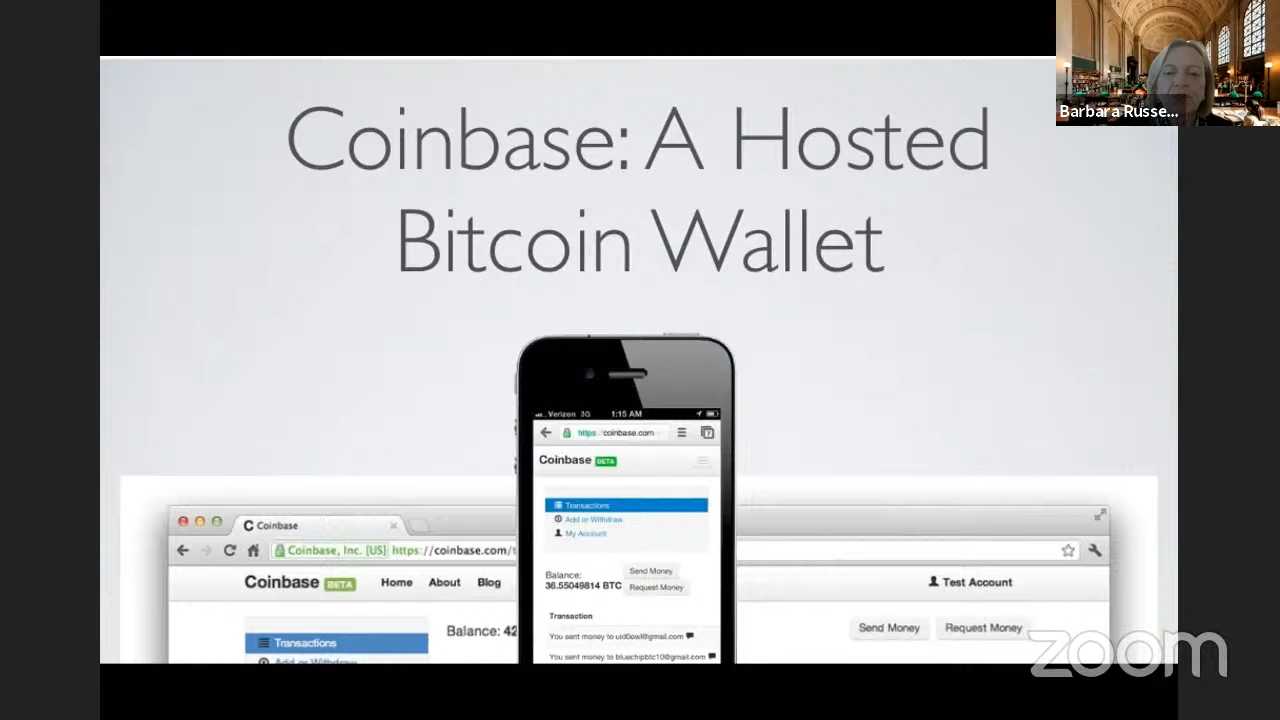 Coinbase: A Hosted
Bitcoin Wallet
Barbara Russe...
Verizon 3G 1:15 AM
https://coinbase.com
Coinbase BETA
Transactions
Add or Withdraw
My Account
Balance:
36.55049814 BTC
Send Money
Request Money
Transaction
You sent money to uid0owl@gmail.com
You sent money to bluechipbtc10@gmail.com
Coinbase
Coinbase, Inc. [US] https://coinbase.com/t
Coinbase BETA Home About Blog
Test Account
Transactions
Balance: 42
Send Money
Request Money
Add or Withdraw
zoom